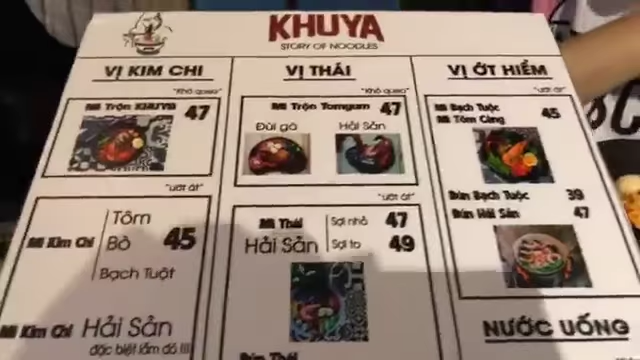 KHUYA
STORY OF NOODLES
VỊ KIM CHI
"khô queo"
Mì Trộn KHUYA 47
"ướt át"
Mì Kim Chi
Tôm
Bò
Bạch Tuột
45
Mì Kim Chi Hải Sản
đặc biệt lắm đó !!!
VỊ THÁI
"khô queo"
Mì Trộn Tomyum 47
Đùi gà
Hải Sản
"ướt át"
Mì Thái
Hải Sản
Sợi nhỏ 47
Sợi to 49
Bún Thái
VỊ ỚT HIỂM
"ướt át"
Mì Bạch Tuộc
Mì Tôm Càng
45
Bún Bạch Tuộc 39
Bún Hải Sản 47
NƯỚC UỐNG